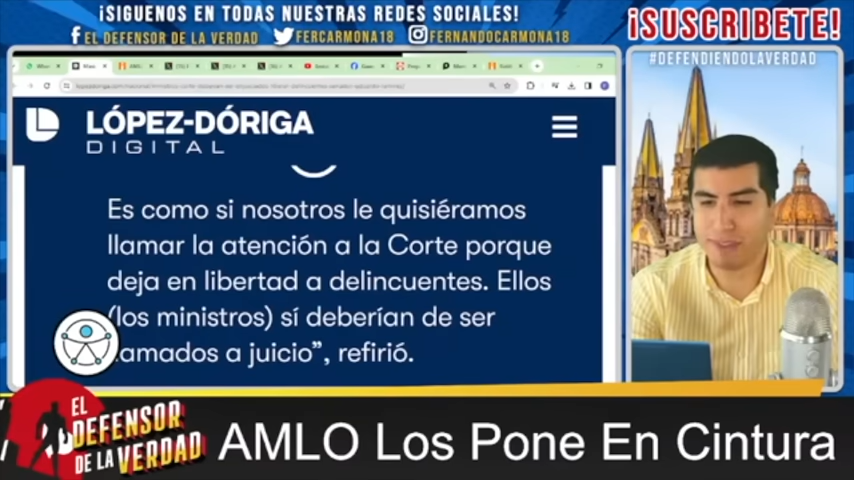 ¡SIGUENOS EN TODAS NUESTRAS REDES SOCIALES!
EL DEFENSOR DE LA VERDAD FERCARMONA18 FERNANDOCARMONA18
¡SUSCRIBETE!
#DEFENDIENDOLAVERDAD
LÓPEZ-DÓRIGA
DIGITAL
Es como si nosotros le quisiéramos
llamar la atención a la Corte porque
deja en libertad a delincuentes. Ellos
(los ministros) sí deberían de ser
lamados a juicio”, refirió.
EL
DEFENSOR
DE LA VERDAD
AMLO Los Pone En Cintura